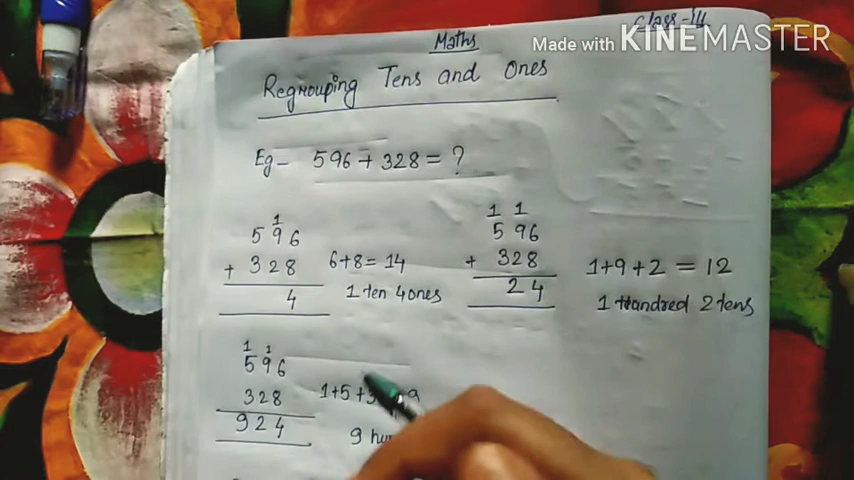 Class-III
Maths
Made with KINEMASTER
Regrouping Tens and Ones
Eg- 596 + 328 = ?
1
596
+ 328
4
6+8 = 14
1 ten 4 ones
1 1
596
+ 328
24
1+9+2 = 12
1 Hundred 2 tens
1 1
596
328
924
1+5+3 9
9